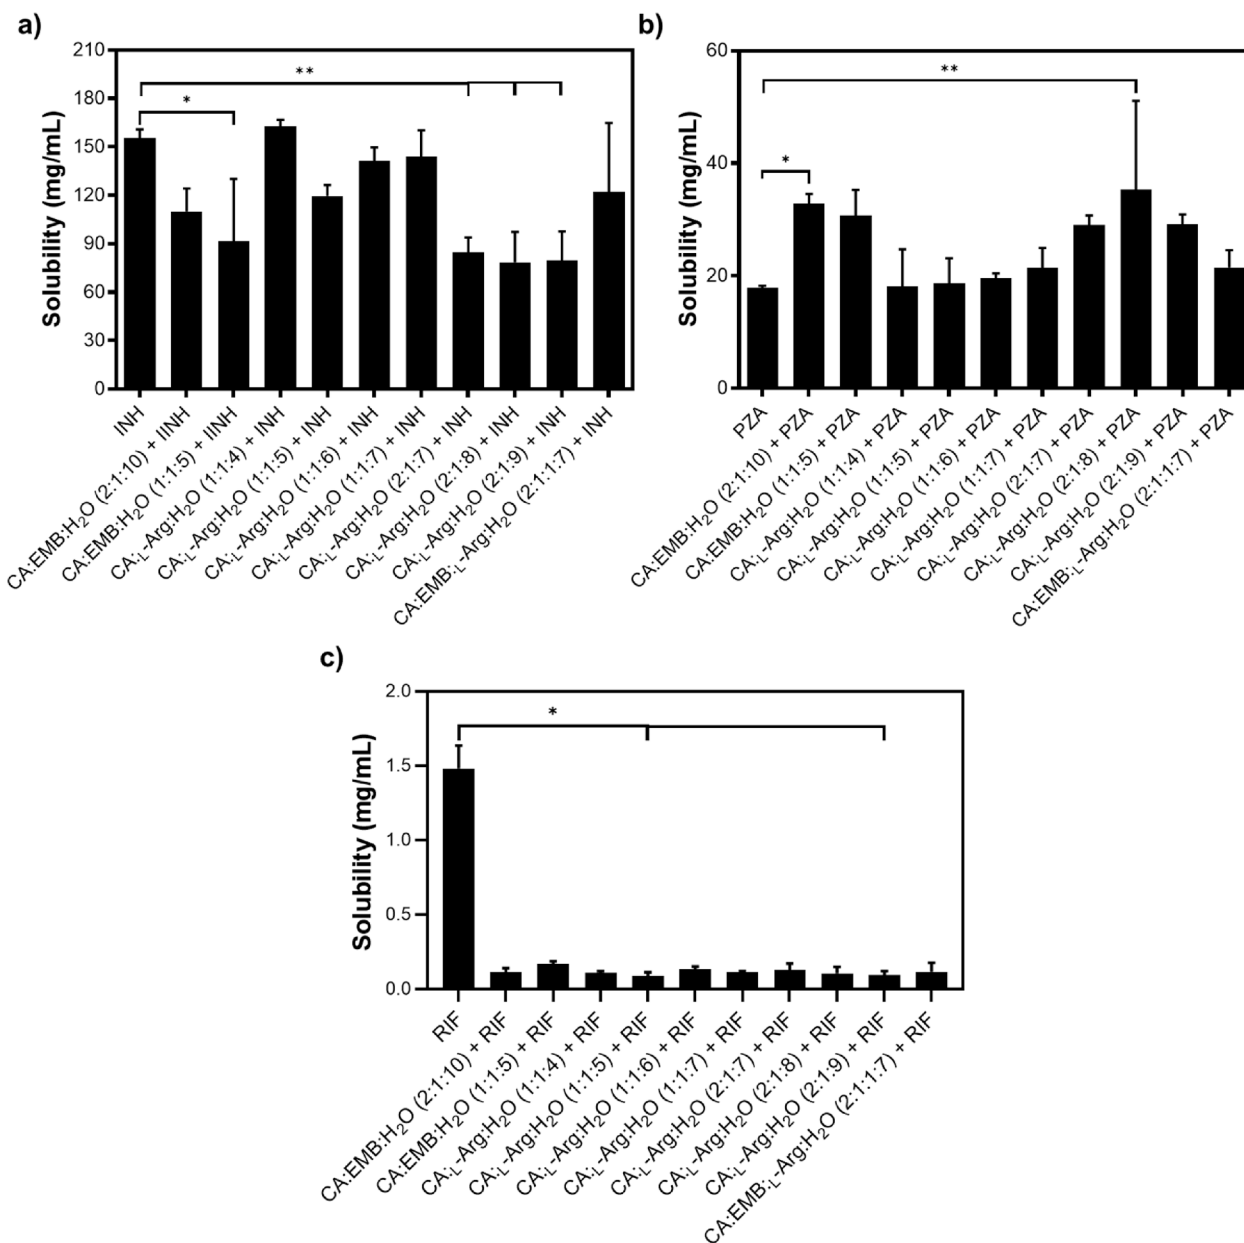 a)
Solubility (mg/mL)
210
180
150
120
90
60
30
0
**
*
INH
CA:EMB:H₂O (2:1:10) + IINH
CA:EMB:H₂O (1:1:5) + IINH
CA:L-Arg:H₂O (1:1:4) + INH
CA:L-Arg:H₂O (1:1:5) + INH
CA:L-Arg:H₂O (1:1:6) + INH
CA:L-Arg:H₂O (1:1:7) + INH
CA:L-Arg:H₂O (2:1:7) + INH
CA:L-Arg:H₂O (2:1:8) + INH
CA:L-Arg:H₂O (2:1:9) + INH
CA:EMB:L-Arg:H₂O (2:1:1:7) + INH
b)
Solubility (mg/mL)
60
40
20
0
**
*
PZA
CA:EMB:H₂O (2:1:10) + PZA
CA:EMB:H₂O (1:1:5) + PZA
CA:L-Arg:H₂O (1:1:4) + PZA
CA:L-Arg:H₂O (1:1:5) + PZA
CA:L-Arg:H₂O (1:1:6) + PZA
CA:L-Arg:H₂O (1:1:7) + PZA
CA:L-Arg:H₂O (2:1:7) + PZA
CA:L-Arg:H₂O (2:1:8) + PZA
CA:L-Arg:H₂O (2:1:9) + PZA
CA:EMB:L-Arg:H₂O (2:1:1:7) + PZA
c)
Solubility (mg/mL)
2.0
1.5
1.0
0.5
0.0
*
RIF
CA:EMB:H₂O (2:1:10) + RIF
CA:EMB:H₂O (1:1:5) + RIF
CA:L-Arg:H₂O (1:1:4) + RIF
CA:L-Arg:H₂O (1:1:5) + RIF
CA:L-Arg:H₂O (1:1:6) + RIF
CA:L-Arg:H₂O (1:1:7) + RIF
CA:L-Arg:H₂O (2:1:7) + RIF
CA:L-Arg:H₂O (2:1:8) + RIF
CA:L-Arg:H₂O (2:1:9) + RIF
CA:EMB:L-Arg:H₂O (2:1:1:7) + RIF